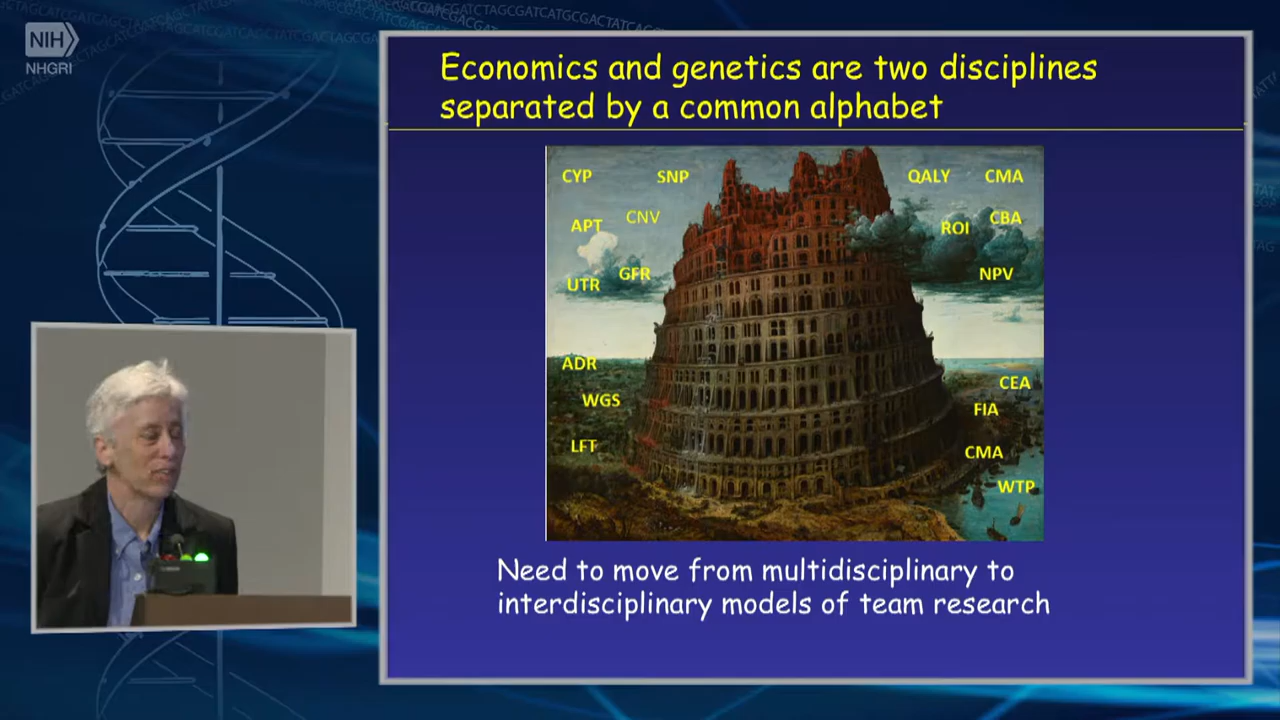 NIH
NHGRI
Economics and genetics are two disciplines
separated by a common alphabet
CYP SNP QALY CMA
APT CNV ROI CBA
UTR GFR NPV
ADR CEA
WGS FIA
LFT CMA
WTP
Need to move from multidisciplinary to
interdisciplinary models of team research